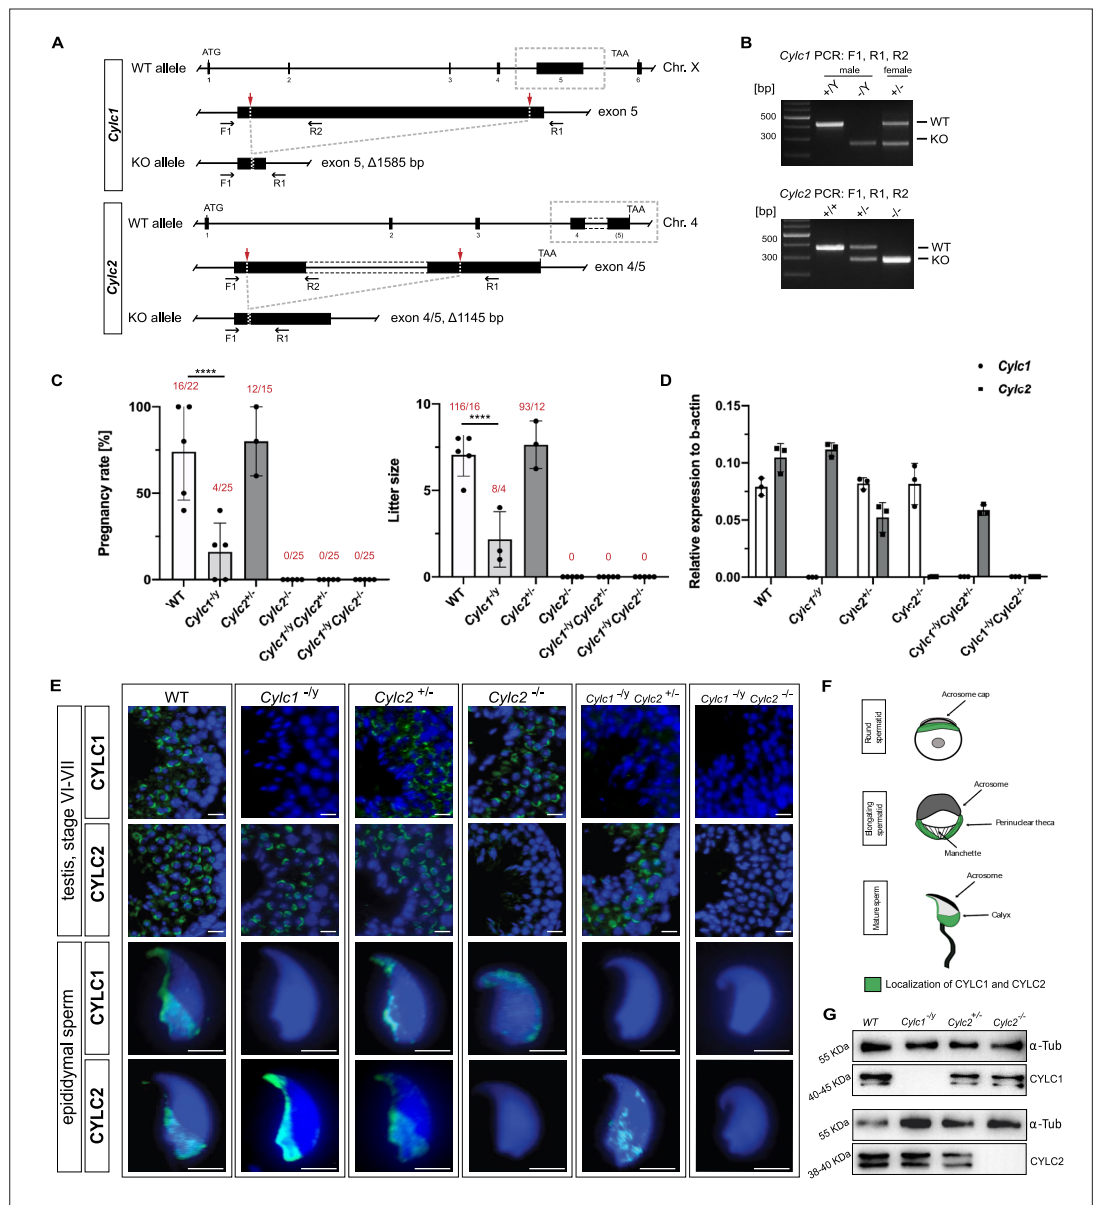 A
Cylc1
WT allele
ATG
1
2
3
4
5
TAA
6
Chr. X
F1
R2
R1
exon 5
KO allele
F1
R1
exon 5, Δ1585 bp
Cylc2
WT allele
ATG
1
2
3
4
(5)
TAA
Chr. 4
TAA
F1
R2
R1
exon 4/5
KO allele
F1
R1
exon 4/5, Δ1145 bp
B
Cylc1 PCR: F1, R1, R2
male
female
[bp]
+/Y
-/Y
+/-
500
300
WT
KO
Cylc2 PCR: F1, R1, R2
[bp]
+/+
+/-
-/-
500
300
WT
KO
C
Pregnancy rate [%]
100
50
0
16/22
****
4/25
12/15
0/25
0/25
0/25
WT
Cylc1-/y
Cylc2+/-
Cylc2-/-
Cylc1-/y Cylc2+/-
Cylc1-/y Cylc2-/-
Litter size
10
5
0
116/16
****
8/4
93/12
0
0
0
WT
Cylc1-/y
Cylc2+/-
Cylc2-/-
Cylc1-/y Cylc2+/-
Cylc1-/y Cylc2-/-
D
Cylc1
Cylc2
Relative expression to b-actin
0.15
0.10
0.05
0.00
WT
Cylc1-/y
Cylc2+/-
Cylc2-/-
Cylc1-/y Cylc2+/-
Cylc1-/y Cylc2-/-
E
WT
Cylc1 -/y
Cylc2 +/-
Cylc2 -/-
Cylc1 -/y Cylc2 +/-
Cylc1 -/y Cylc2 -/-
testis, stage VI-VII
CYLC1
CYLC2
epididymal sperm
CYLC1
CYLC2
F
Round
spermatid
Acrosome cap
Elongating
spermatid
Acrosome
Perinuclear theca
Manchette
Mature sperm
Acrosome
Calyx
Localization of CYLC1 and CYLC2
G
WT
Cylc1 -/y
Cylc2 +/-
Cylc2 -/-
55 KDa
α-Tub
40-45 KDa
CYLC1
55 KDa
α-Tub
38-40 KDa
CYLC2